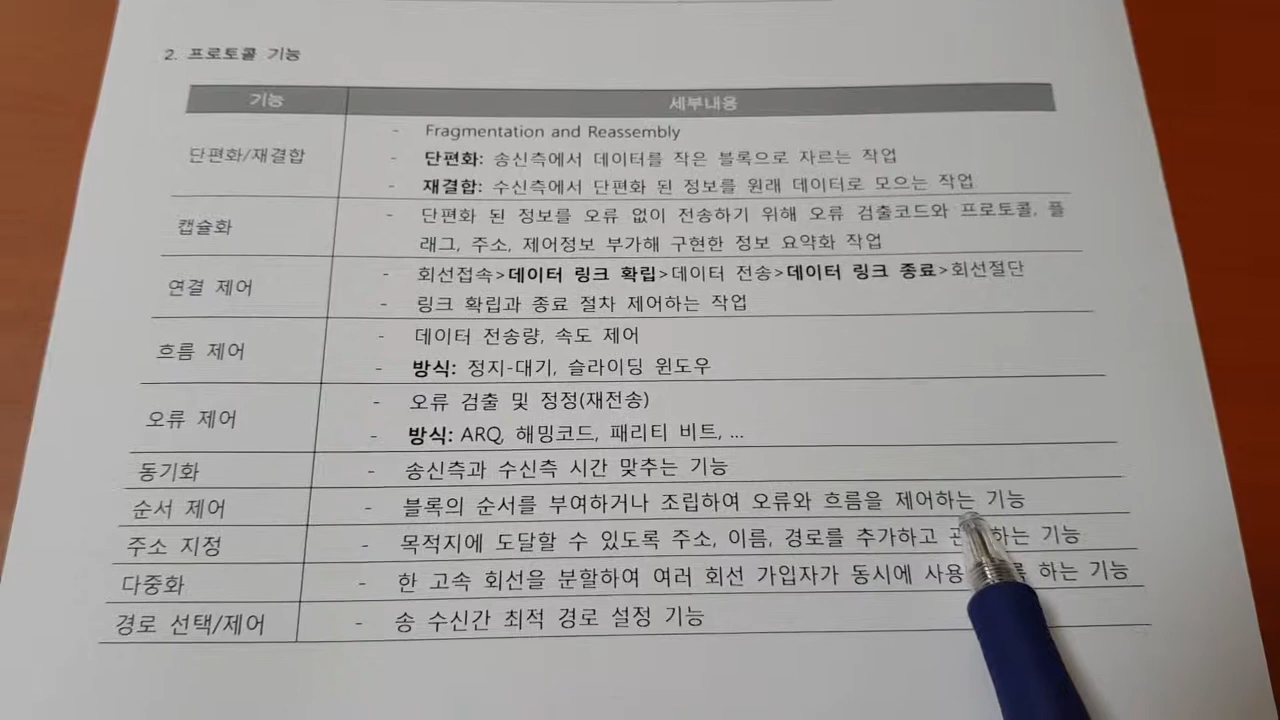 2. 프로토콜 기능
기능 세부내용
단편화/재결합
- Fragmentation and Reassembly
- 단편화: 송신측에서 데이터를 작은 블록으로 자르는 작업
- 재결합: 수신측에서 단편화 된 정보를 원래 데이터로 모으는 작업
캡슐화
- 단편화 된 정보를 오류 없이 전송하기 위해 오류 검출코드와 프로토콜, 플
래그, 주소, 제어정보 부가해 구현한 정보 요약화 작업
연결 제어
- 회선접속>데이터 링크 확립>데이터 전송>데이터 링크 종료>회선절단
- 링크 확립과 종료 절차 제어하는 작업
흐름 제어
- 데이터 전송량, 속도 제어
- 방식: 정지-대기, 슬라이딩 윈도우
오류 제어
- 오류 검출 및 정정(재전송)
- 방식: ARQ, 해밍코드, 패리티 비트, ...
동기화 - 송신측과 수신측 시간 맞추는 기능
순서 제어 - 블록의 순서를 부여하거나 조립하여 오류와 흐름을 제어하는 기능
주소 지정 - 목적지에 도달할 수 있도록 주소, 이름, 경로를 추가하고 기능
다중화 - 한 고속 회선을 분할하여 여러 회선 가입자가 동시에 하는 기능
경로 선택/제어 - 송 수신간 최적 경로 설정 기능